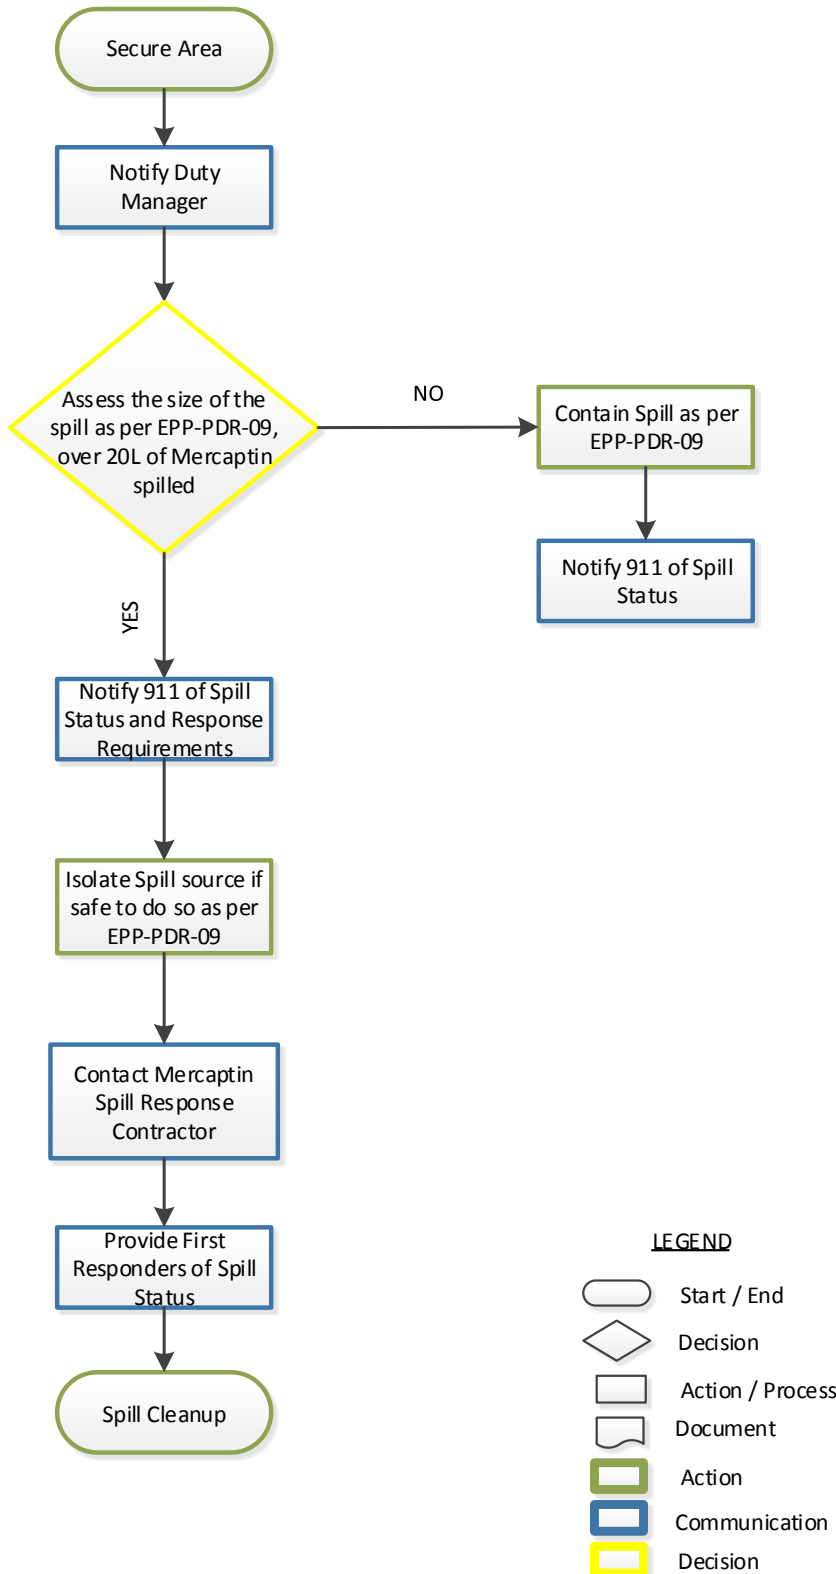 Secure Area
Notify Duty
Manager
Assess the size of the
spill as per EPP-PDR-09,
over 20L of Mercaptin
spilled
NO
Contain Spill as per
EPP-PDR-09
Notify 911 of Spill
Status
YES
Notify 911 of Spill
Status and Response
Requirements
Isolate Spill source if
safe to do so as per
EPP-PDR-09
Contact Mercaptin
Spill Response
Contractor
Provide First
Responders of Spill
Status
Spill Cleanup
LEGEND
Start / End
Decision
Action / Process
Document
Action
Communication
Decision